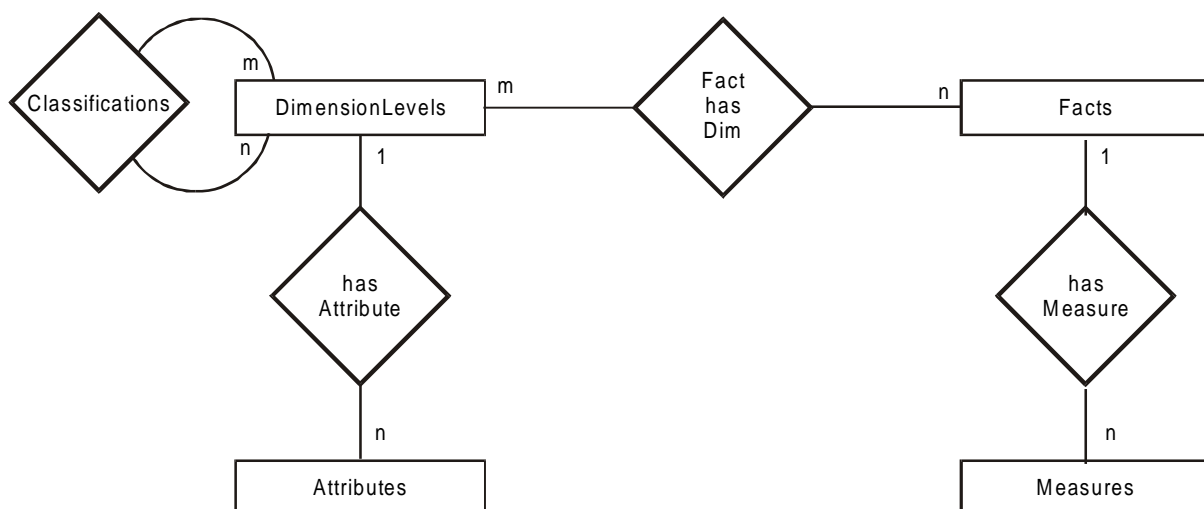 Classifications
m
n
DimensionLevels
m
Fact
has
Dim
n
Facts
1
1
has
Attribute
has
Measure
n
n
Attributes
Measures